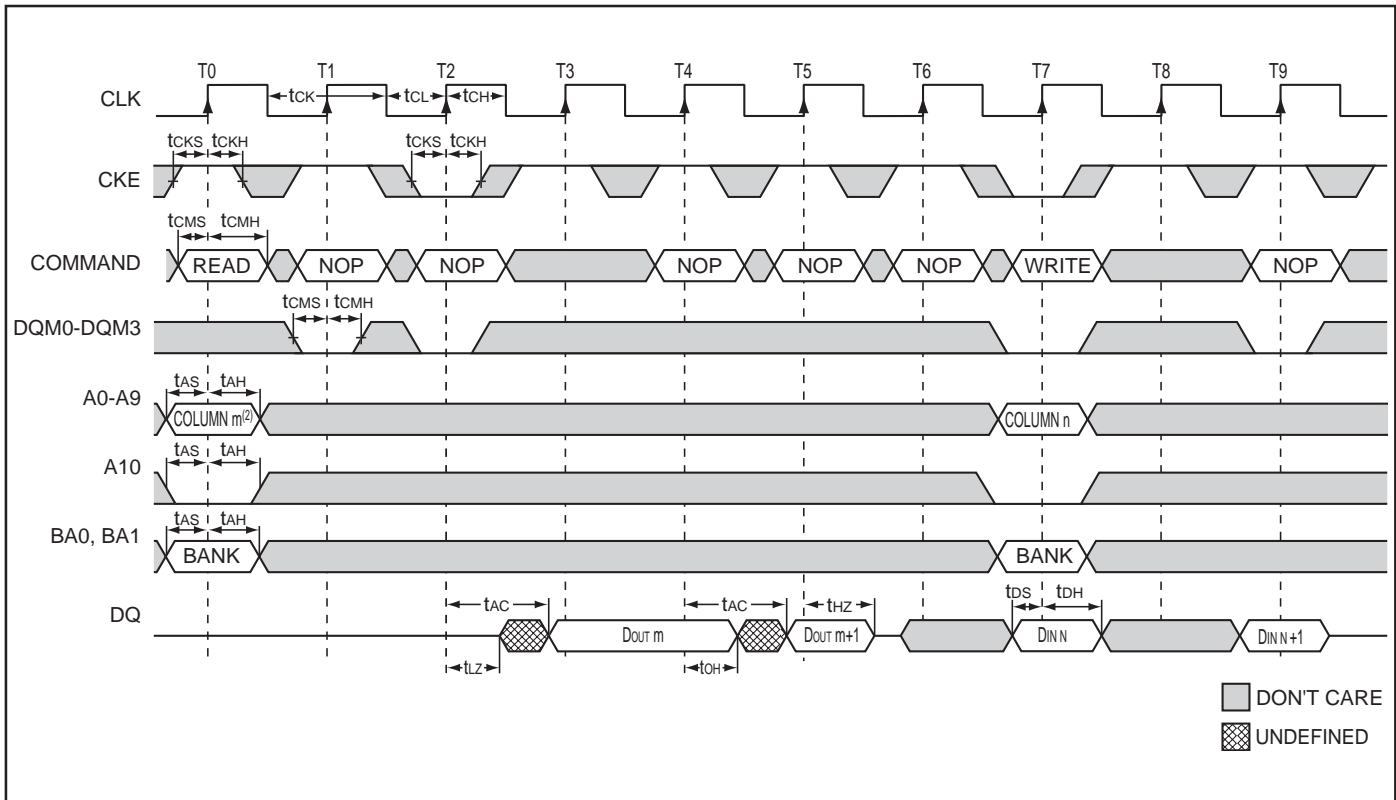 T0 T1 T2 T3 T4 T5 T6 T7 T8 T9
CLK tCK tCL tCH
tCKS tCKH tCKS tCKH
CKE
tCMS tCMH
COMMAND READ NOP NOP NOP NOP NOP WRITE NOP
tCMS tCMH
DQM0-DQM3
tAS tAH
A0-A9 COLUMN m(2) COLUMN n
tAS tAH
A10
tAS tAH
BA0, BA1 BANK BANK
tAC tAC tHZ tDS tDH
DQ DOUT m DOUT m+1 DIN N DIN N+1
tLZ tOH
DON'T CARE
UNDEFINED